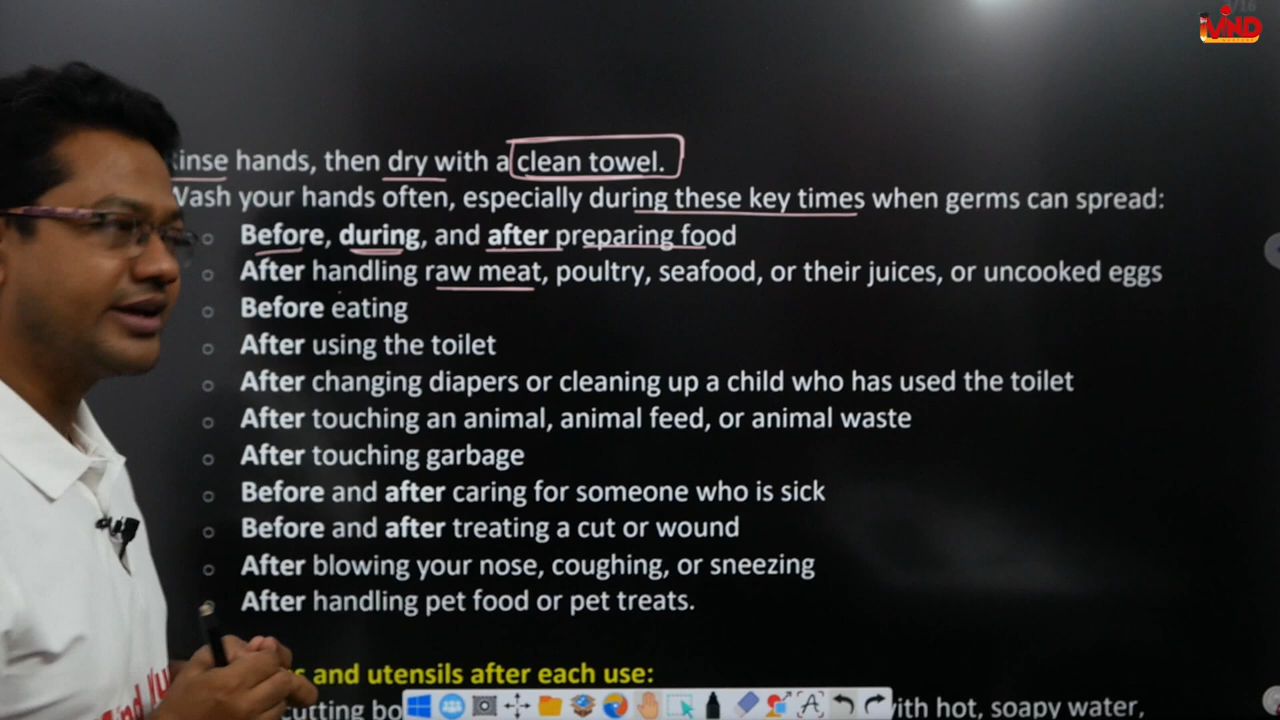 /16
iVIND
Rinse hands, then dry with a clean towel.
Wash your hands often, especially during these key times when germs can spread:
Before, during, and after preparing food
After handling raw meat, poultry, seafood, or their juices, or uncooked eggs
Before eating
After using the toilet
After changing diapers or cleaning up a child who has used the toilet
After touching an animal, animal feed, or animal waste
After touching garbage
Before and after caring for someone who is sick
Before and after treating a cut or wound
After blowing your nose, coughing, or sneezing
After handling pet food or pet treats.
and utensils after each use:
cutting with hot, soapy water,